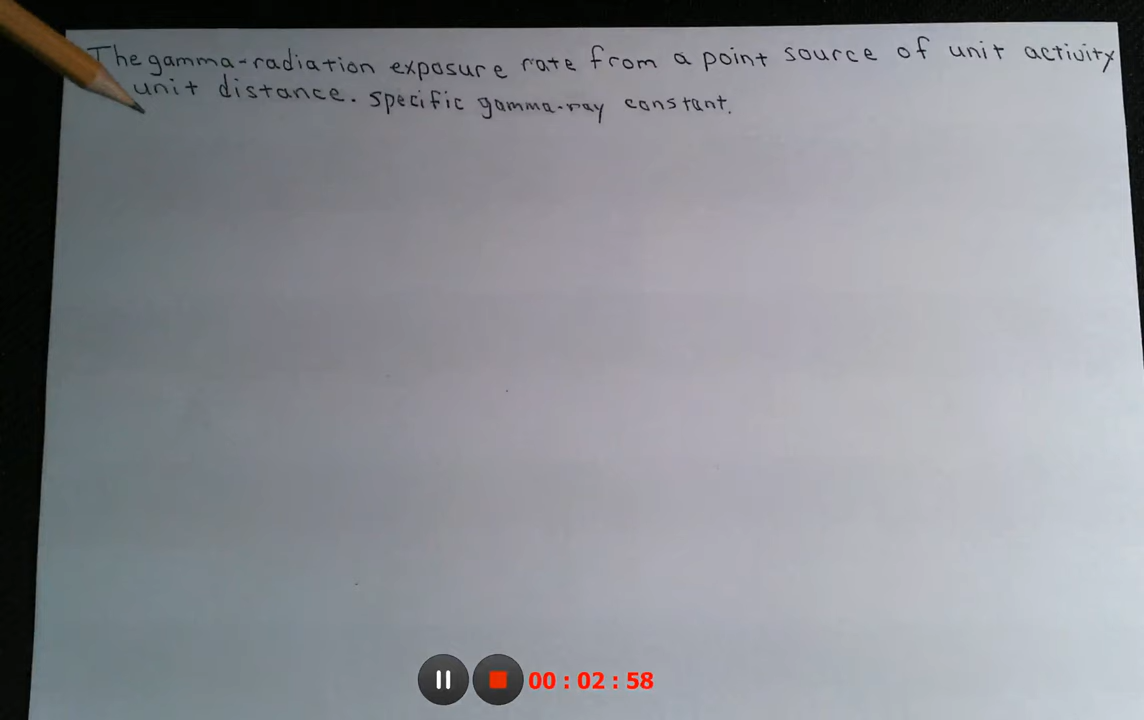 The gamma-radiation exposure rate from a point source of unit activity
unit distance. specific gamma-ray constant.
00 : 02 : 58